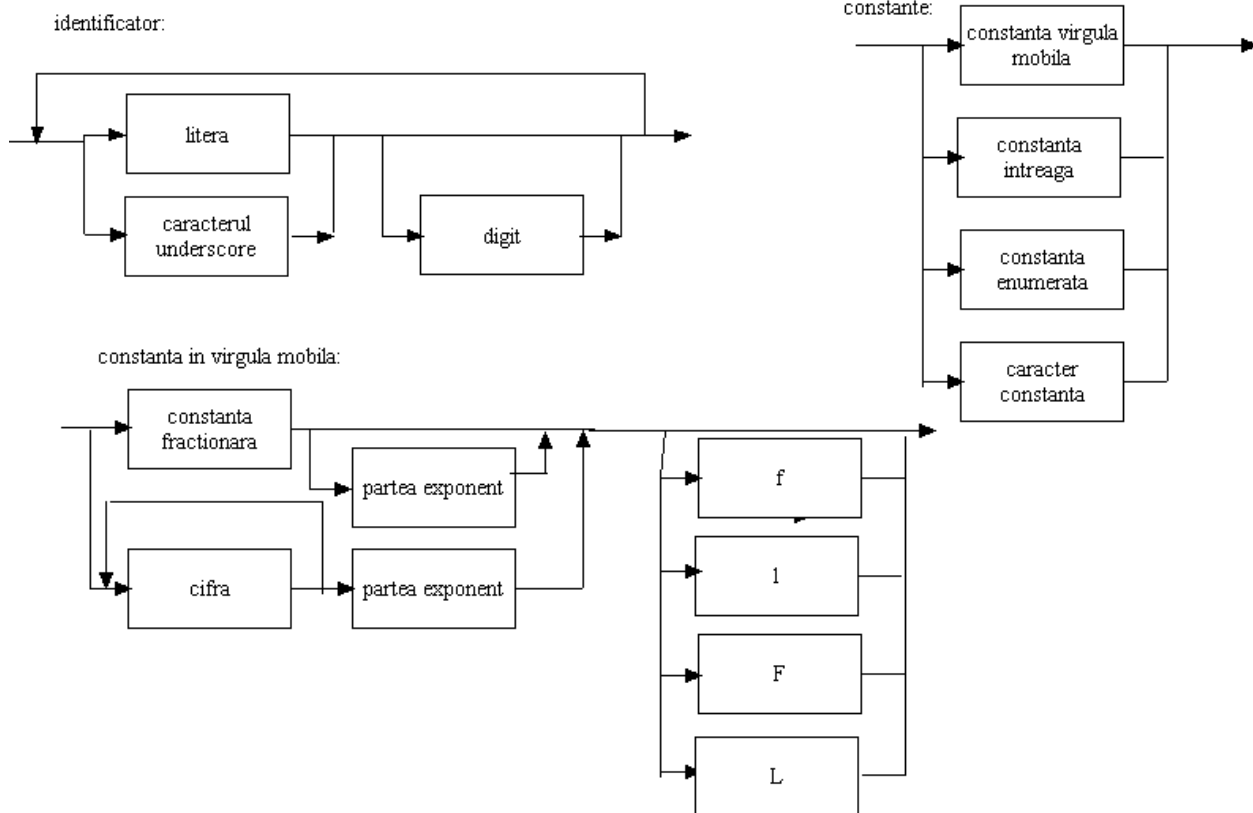 identificator:
litera
caracterul
underscore
digit
constante:
constanta virgula
mobila
constanta
intreaga
constanta
enumerata
caracter
constanta
constanta in virgula mobila:
constanta
fractionara
partea exponent
cifra
partea exponent
f
l
F
L